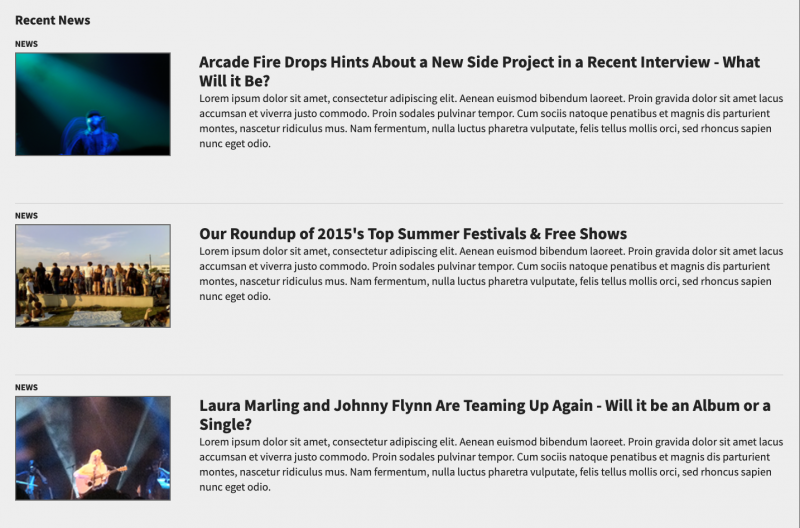 Recent News
NEWS
Arcade Fire Drops Hints About a New Side Project in a Recent Interview - What
Will it Be?
Lorem ipsum dolor sit amet, consectetur adipiscing elit. Aenean euismod bibendum laoreet. Proin gravida dolor sit amet lacus
accumsan et viverra justo commodo. Proin sodales pulvinar tempor. Cum sociis natoque penatibus et magnis dis parturient
montes, nascetur ridiculus mus. Nam fermentum, nulla luctus pharetra vulputate, felis tellus mollis orci, sed rhoncus sapien
nunc eget odio.
NEWS
Our Roundup of 2015's Top Summer Festivals & Free Shows
Lorem ipsum dolor sit amet, consectetur adipiscing elit. Aenean euismod bibendum laoreet. Proin gravida dolor sit amet lacus
accumsan et viverra justo commodo. Proin sodales pulvinar tempor. Cum sociis natoque penatibus et magnis dis parturient
montes, nascetur ridiculus mus. Nam fermentum, nulla luctus pharetra vulputate, felis tellus mollis orci, sed rhoncus sapien
nunc eget odio.
NEWS
Laura Marling and Johnny Flynn Are Teaming Up Again - Will it be an Album or a
Single?
Lorem ipsum dolor sit amet, consectetur adipiscing elit. Aenean euismod bibendum laoreet. Proin gravida dolor sit amet lacus
accumsan et viverra justo commodo. Proin sodales pulvinar tempor. Cum sociis natoque penatibus et magnis dis parturient
montes, nascetur ridiculus mus. Nam fermentum, nulla luctus pharetra vulputate, felis tellus mollis orci, sed rhoncus sapien
nunc eget odio.